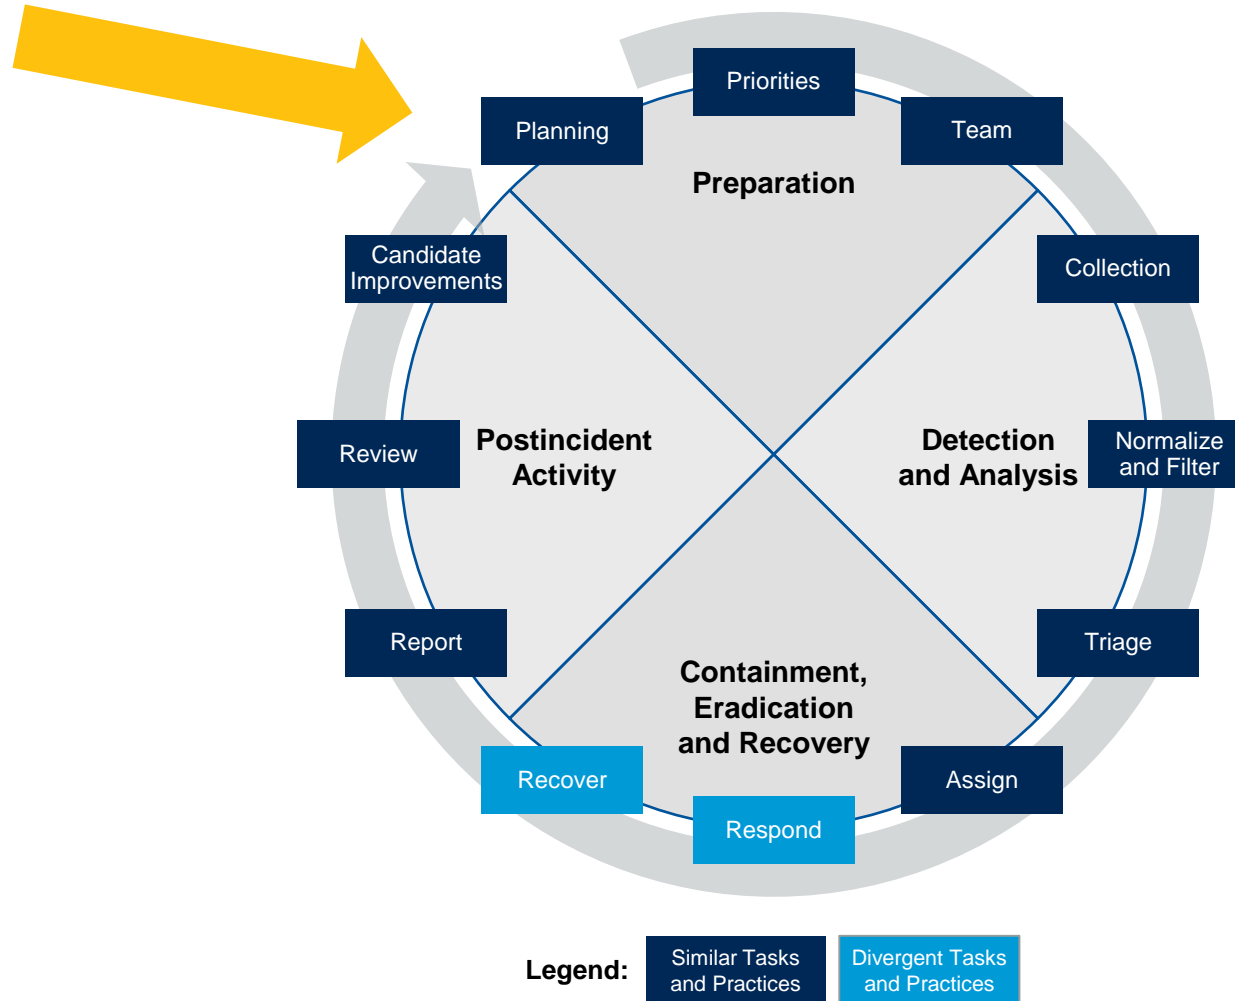 Priorities
Planning
Team
Preparation
Candidate
Improvements
Collection
Postincident
Activity
Detection
and Analysis
Review
Normalize
and Filter
Report
Triage
Containment,
Eradication
and Recovery
Recover
Respond
Assign
Legend:
Similar Tasks
and Practices
Divergent Tasks
and Practices